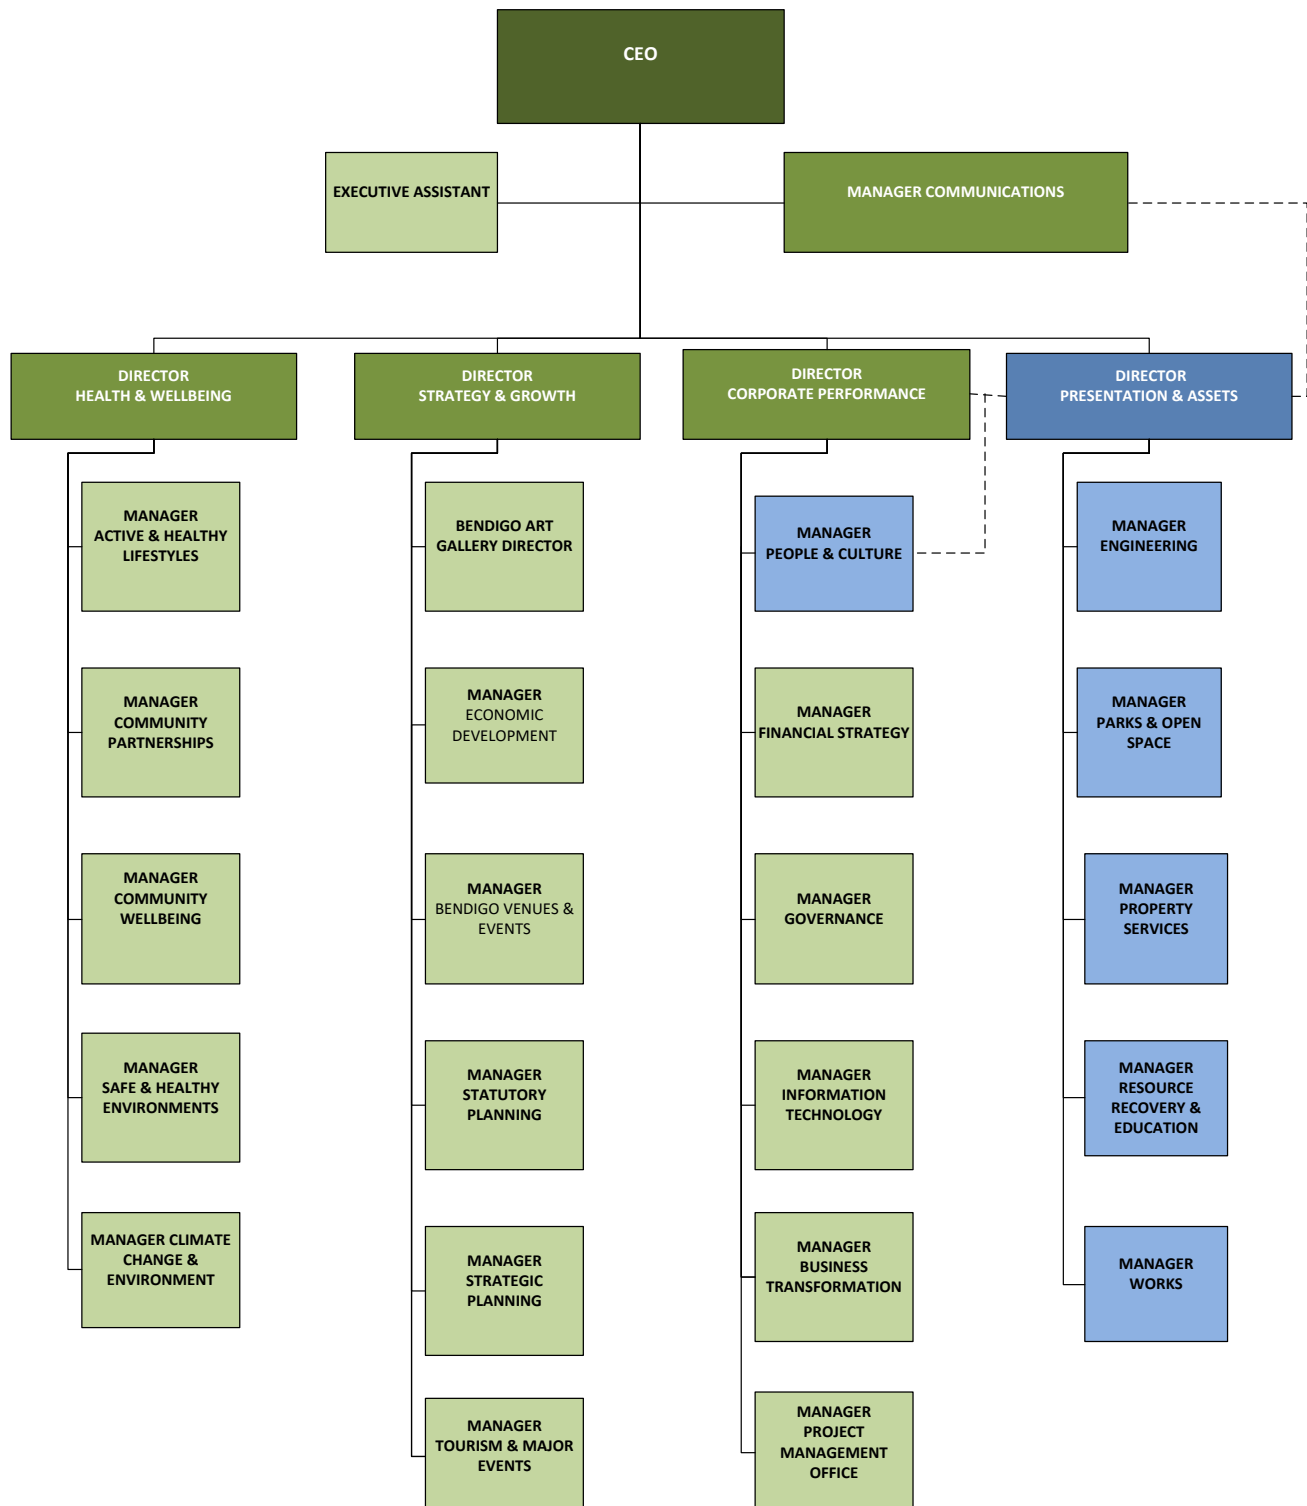 CEO
EXECUTIVE ASSISTANT
MANAGER COMMUNICATIONS
DIRECTOR
HEALTH & WELLBEING
DIRECTOR
STRATEGY & GROWTH
DIRECTOR
CORPORATE PERFORMANCE
DIRECTOR
PRESENTATION & ASSETS
MANAGER
ACTIVE & HEALTHY
LIFESTYLES
BENDIGO ART
GALLERY DIRECTOR
MANAGER
PEOPLE & CULTURE
MANAGER
ENGINEERING
MANAGER
COMMUNITY
PARTNERSHIPS
MANAGER
ECONOMIC
DEVELOPMENT
MANAGER
FINANCIAL STRATEGY
MANAGER
PARKS & OPEN
SPACE
MANAGER
COMMUNITY
WELLBEING
MANAGER
BENDIGO VENUES &
EVENTS
MANAGER
GOVERNANCE
MANAGER
PROPERTY
SERVICES
MANAGER
SAFE & HEALTHY
ENVIRONMENTS
MANAGER
STATUTORY
PLANNING
MANAGER
INFORMATION
TECHNOLOGY
MANAGER
RESOURCE
RECOVERY &
EDUCATION
MANAGER CLIMATE
CHANGE &
ENVIRONMENT
MANAGER
STRATEGIC
PLANNING
MANAGER
BUSINESS
TRANSFORMATION
MANAGER
WORKS
MANAGER
TOURISM & MAJOR
EVENTS
MANAGER
PROJECT
MANAGEMENT
OFFICE